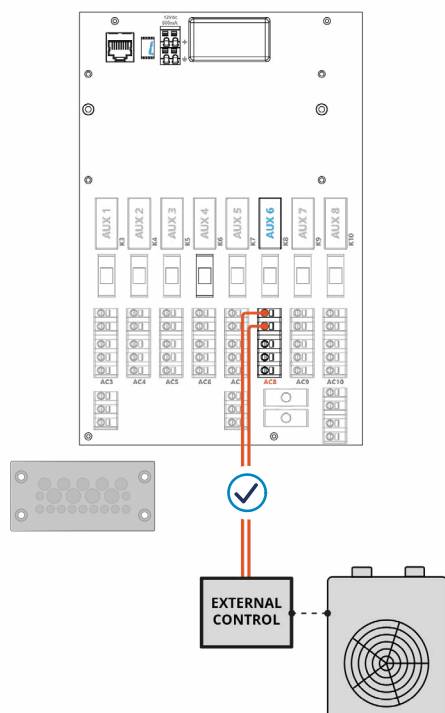 12Vdc
600mA
AUX 1
AUX 2
AUX 3
AUX 4
AUX 5
AUX 6
AUX 7
AUX 8
K3
K4
K5
K6
K7
K8
K9
K10
AC3
AC4
AC5
AC6
AC8
AC9
AC10
EXTERNAL
CONTROL